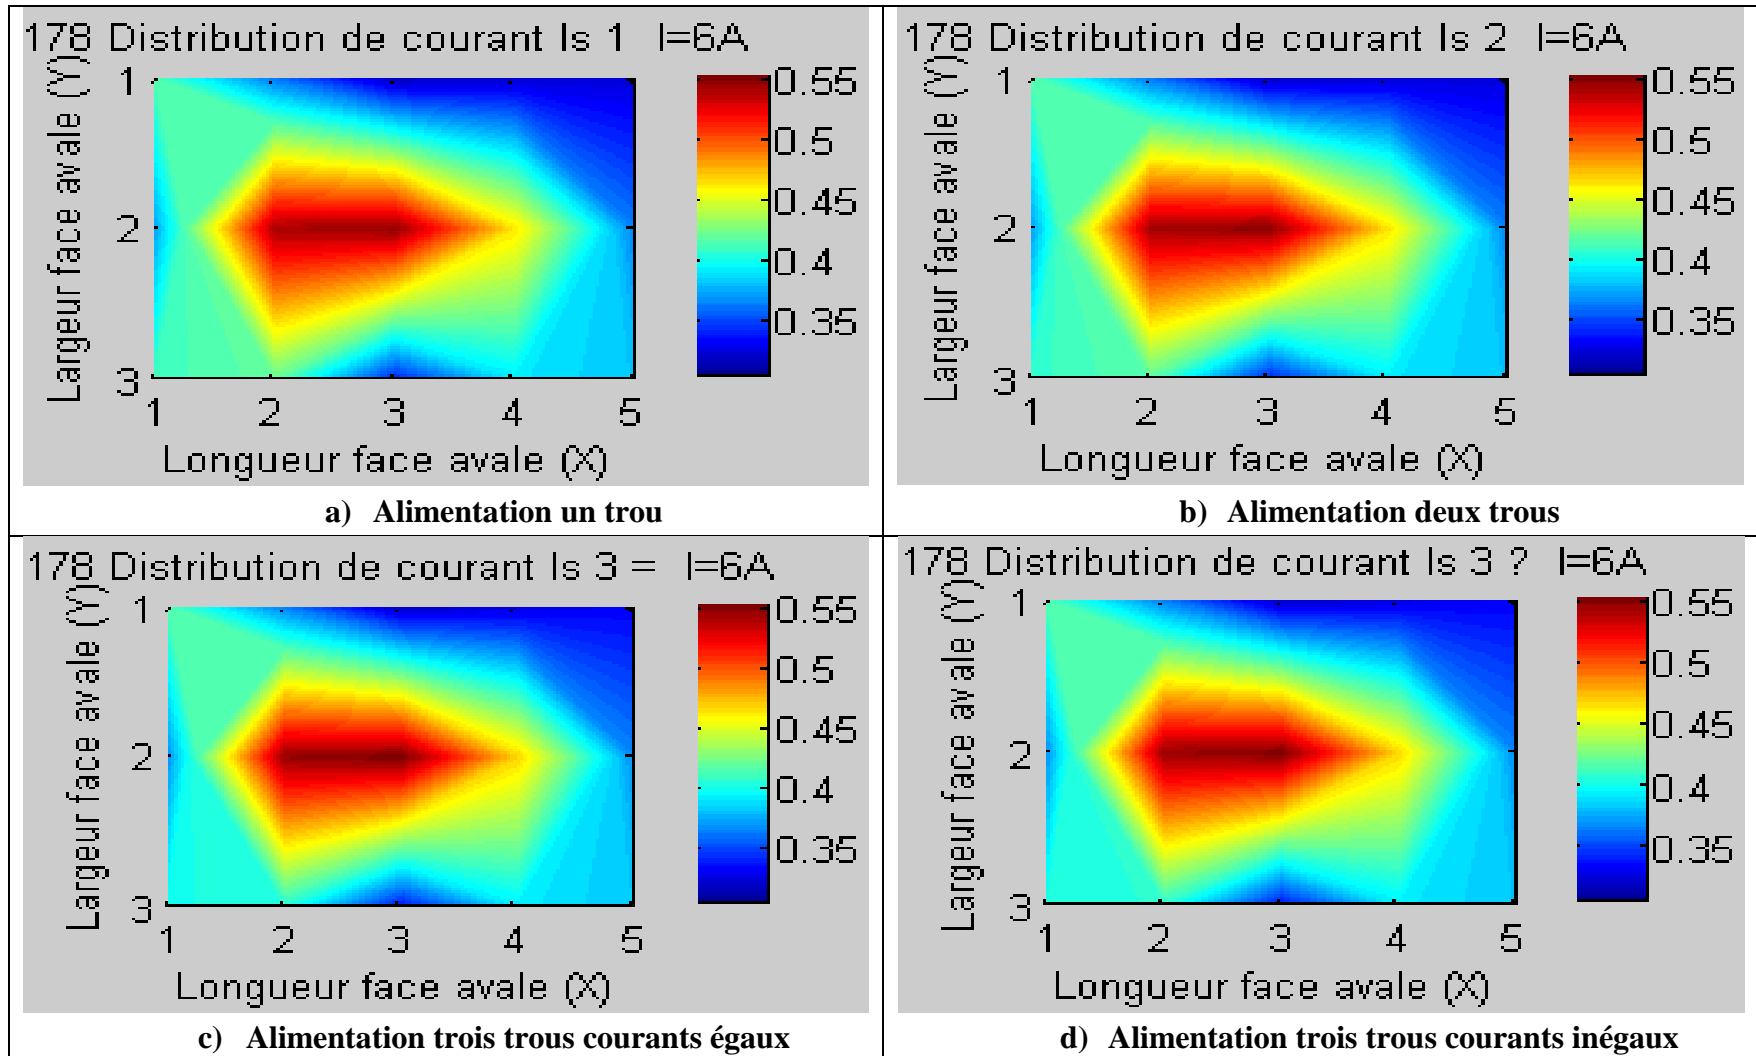 178 Distribution de courant Is 1 I=6A
Largeur face avale (Y)
1
2
3
1 2 3 4 5
Longueur face avale (X)
0.55
0.5
0.45
0.4
0.35
a) Alimentation un trou
178 Distribution de courant Is 2 I=6A
Largeur face avale (Y)
1
2
3
1 2 3 4 5
Longueur face avale (X)
0.55
0.5
0.45
0.4
0.35
b) Alimentation deux trous
178 Distribution de courant Is 3 = I=6A
Largeur face avale (Y)
1
2
3
1 2 3 4 5
Longueur face avale (X)
0.55
0.5
0.45
0.4
0.35
c) Alimentation trois trous courants égaux
178 Distribution de courant Is 3 ? I=6A
Largeur face avale (Y)
1
2
3
1 2 3 4 5
Longueur face avale (X)
0.55
0.5
0.45
0.4
0.35
d) Alimentation trois trous courants inégaux